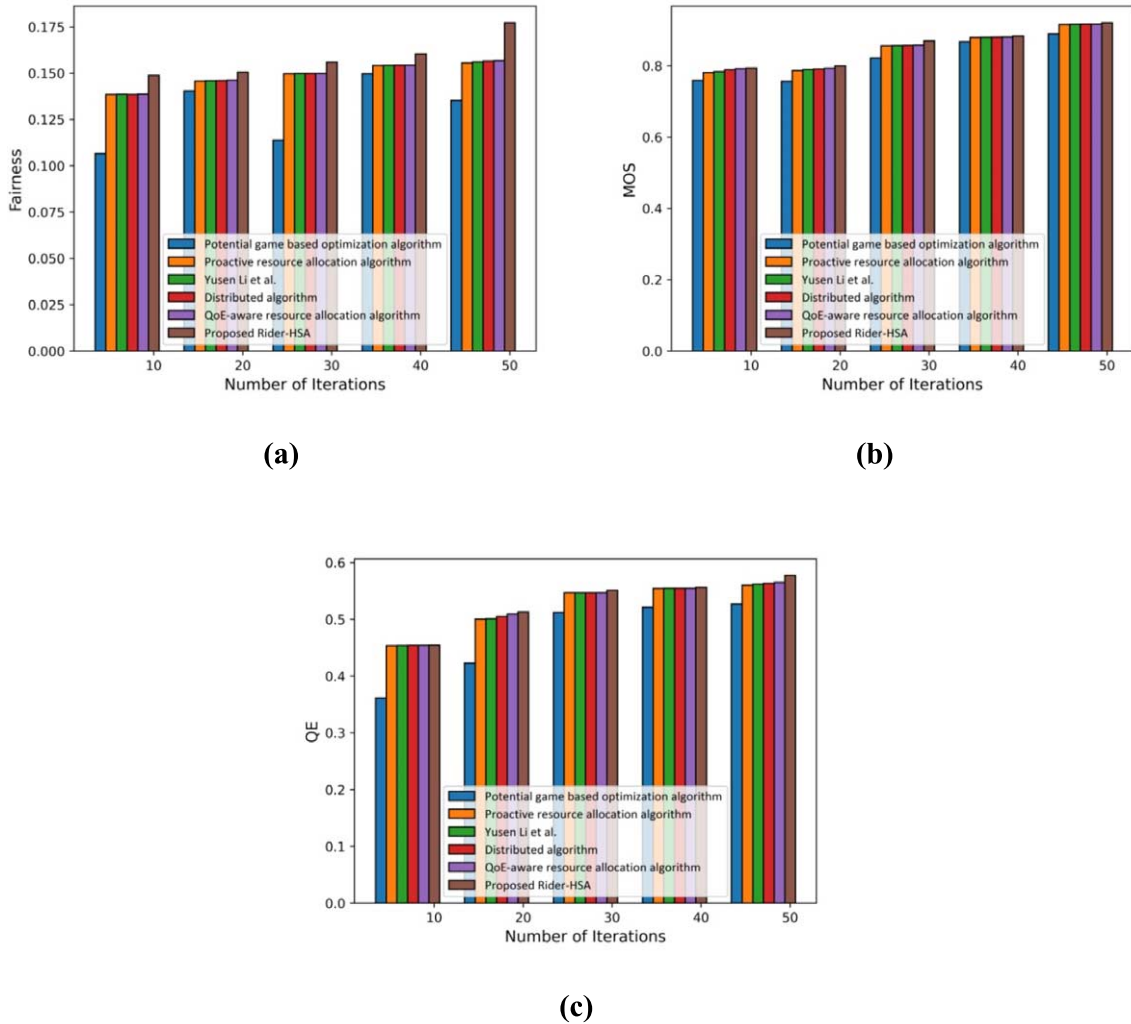 0.175
0.150
0.125
0.100
0.075
0.050
0.025
0.000
Fairness
Potential game based optimization algorithm
Proactive resource allocation algorithm
Yusen Li et al.
Distributed algorithm
QoE-aware resource allocation algorithm
Proposed Rider-HSA
10 20 30 40 50
Number of Iterations
(a)
0.8
0.6
0.4
0.2
0.0
MOS
Potential game based optimization algorithm
Proactive resource allocation algorithm
Yusen Li et al.
Distributed algorithm
QoE-aware resource allocation algorithm
Proposed Rider-HSA
10 20 30 40 50
Number of Iterations
(b)
0.6
0.5
0.4
0.3
0.2
0.1
0.0
QE
Potential game based optimization algorithm
Proactive resource allocation algorithm
Yusen Li et al.
Distributed algorithm
QoE-aware resource allocation algorithm
Proposed Rider-HSA
10 20 30 40 50
Number of Iterations
(c)